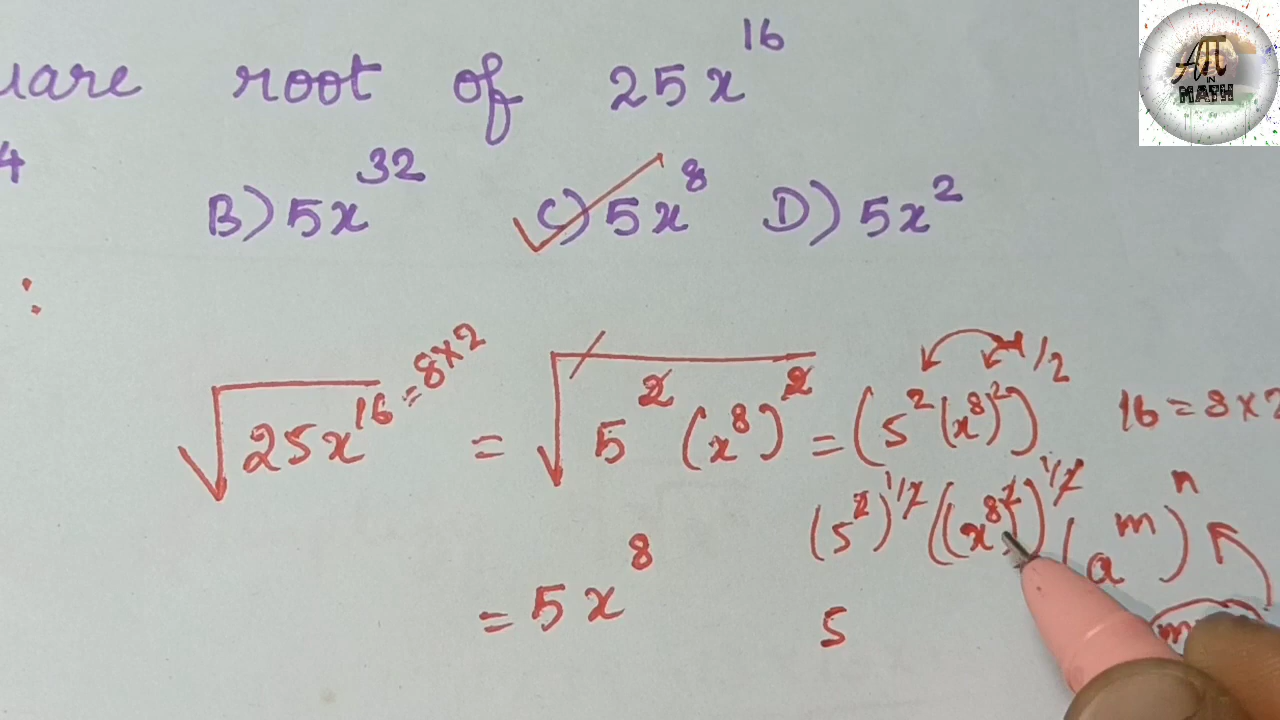 uare root of 25x^16
4 B) 5x^32 C) 5x^8 D) 5x^2
:
√25x^16 = 8×2 = √5^2 (x^8)^2 = (5^2 (x^8)^2)^1/2 16 = 8×2
(5^2)^1/2 ((x^8)^2)^1/2 (a^m)^n
= 5x^8 5 m
Aπ
IN
MATH